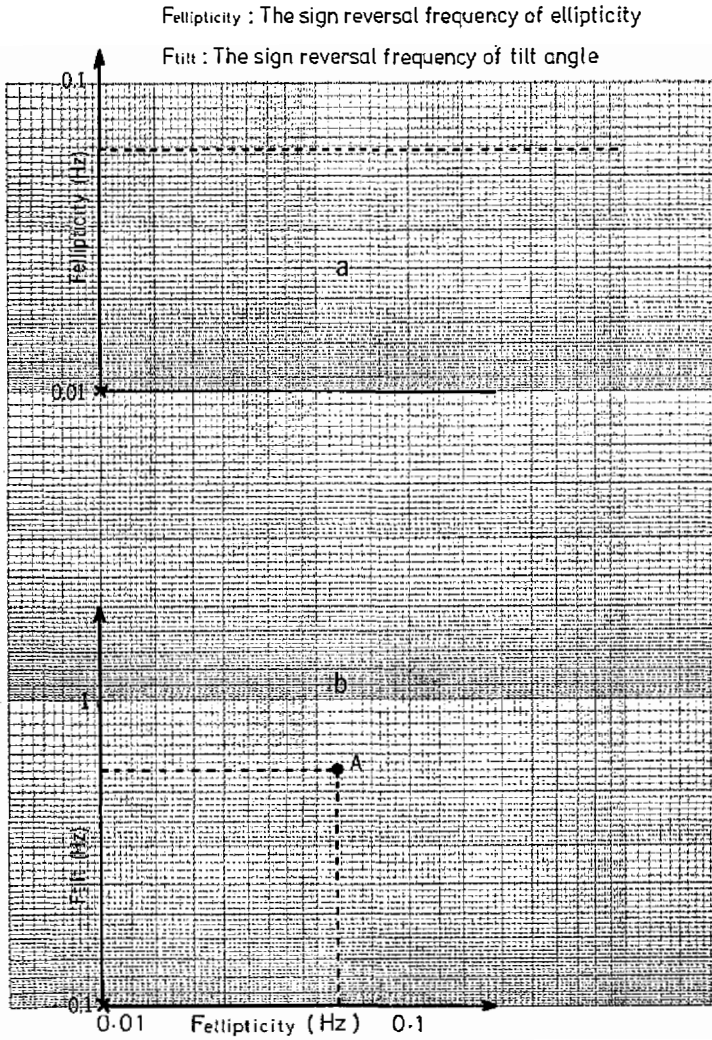 Fellipticity : The sign reversal frequency of ellipticity
Ftilt : The sign reversal frequency of tilt angle
0.1
Fellipticity (Hz)
a
0.01
b
1
A
Ftilt (Hz)
0.1
0.01 Fellipticity (Hz) 0.1